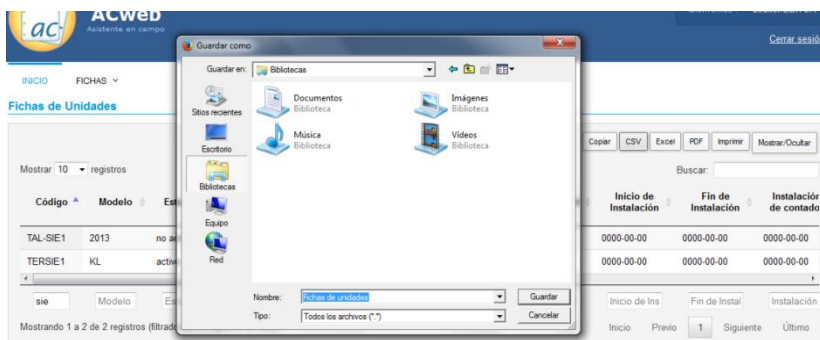 ac
ACWeb
Asistente en campo
Cerrar sesió
INICIO FICHAS
Fichas de Unidades
Guardar como
Guardar en: Bibliotecas
Sitios recientes
Escritorio
Bibliotecas
Equipo
Red
Documentos
Biblioteca
Imágenes
Biblioteca
Música
Biblioteca
Vídeos
Biblioteca
Nombre: Fichas de unidades Guardar
Tipo: Todos los archivos (*.*) Cancelar
Copiar CSV Excel PDF Imprimir Mostrar/Ocultar
Mostrar 10 registros Buscar:
Código Modelo Est Inicio de Instalación Fin de Instalación Instalación de contado
TAL-SIE1 2013 no ac 0000-00-00 0000-00-00 0000-00-00
TERSIE1 KL activo 0000-00-00 0000-00-00 0000-00-00
sie Modelo Es Inicio de Ins Fin de Instal Instalación
Mostrando 1 a 2 de 2 registros (filtrado Inicio Previo 1 Siguiente Último